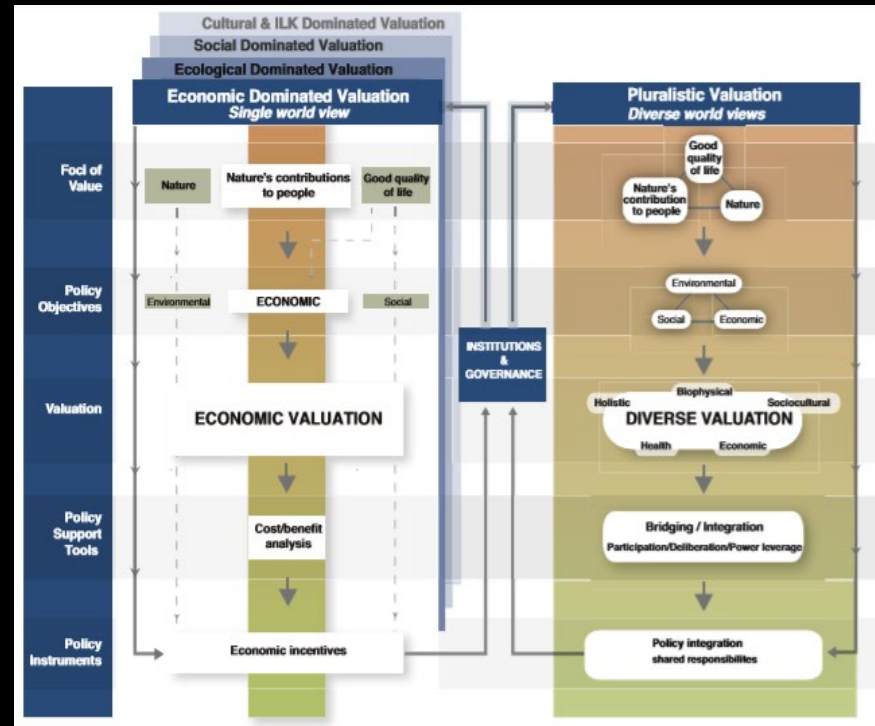 Cultural & ILK Dominated Valuation
Social Dominated Valuation
Ecological Dominated Valuation
Economic Dominated Valuation
Single world view
Pluralistic Valuation
Diverse world views
Foci of
Value
Nature
Nature's contributions
to people
Good quality
of life
Good
quality
of life
Nature's
contribution
to people
Nature
Policy
Objectives
Environmental
ECONOMIC
Social
Environmental
Social
Economic
INSTITUTIONS
&
GOVERNANCE
Valuation
ECONOMIC VALUATION
Biophysical
Holistic
Sociocultural
DIVERSE VALUATION
Health
Economic
Policy
Support
Tools
Cost/benefit
analysis
Bridging / Integration
Participation/Deliberation/Power leverage
Policy
Instruments
Economic incentives
Policy integration
shared responsibilites